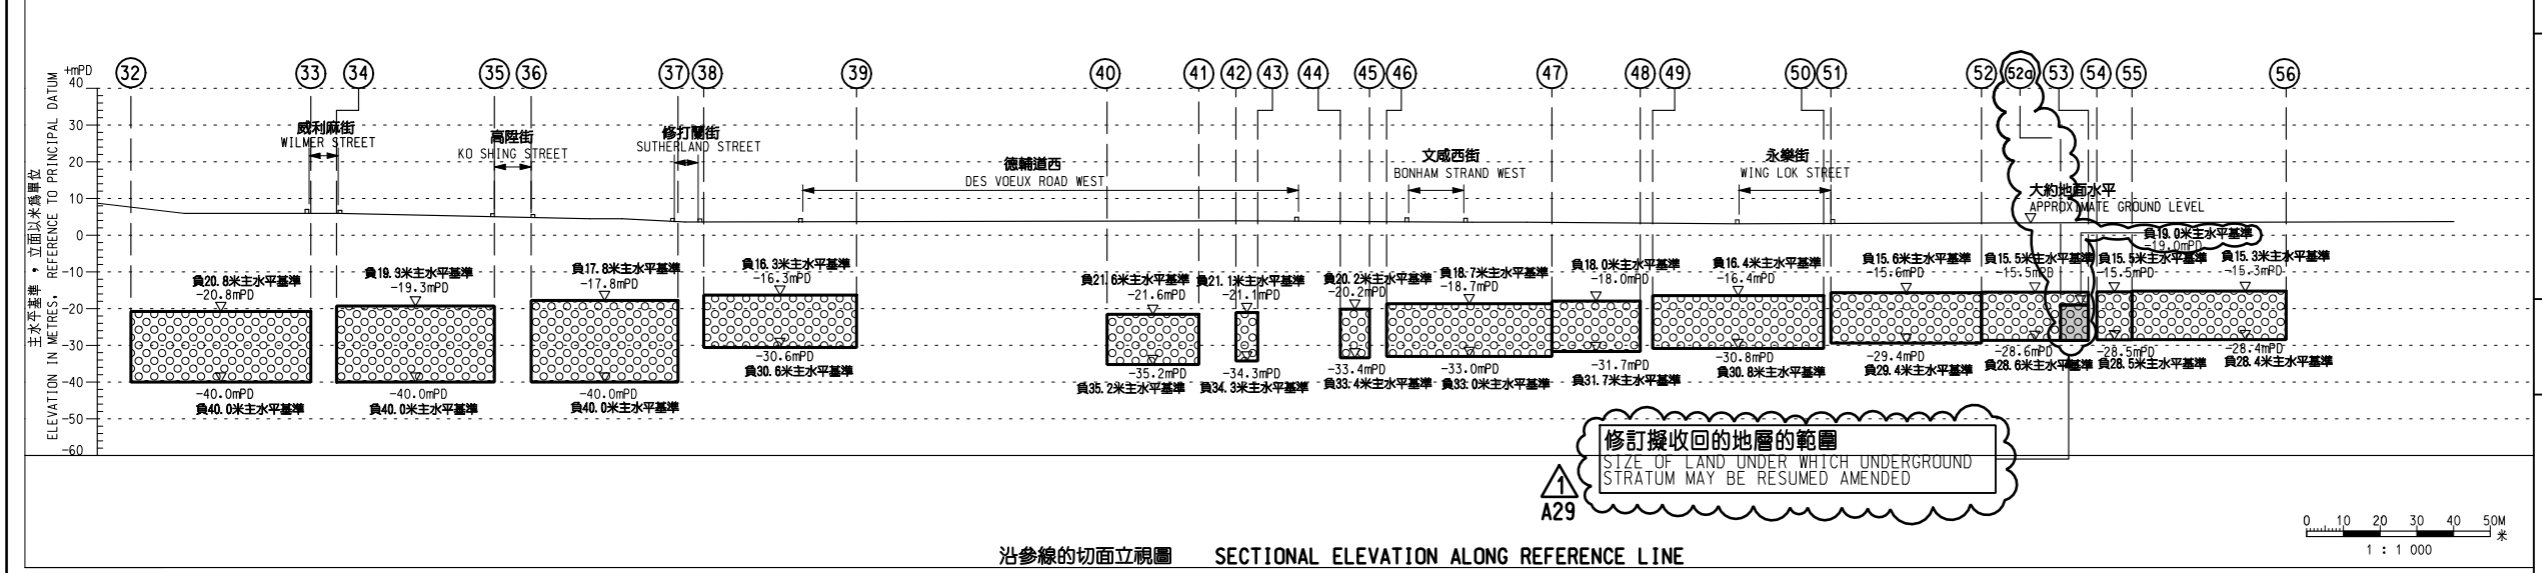 32 33 34 35 36 37 38 39 40 41 42 43 44 45 46 47 48 49 50 51 52 52a 53 54 55 56
主水平基準，立面以米為單位
ELEVATION IN METRES. REFERENCE TO PRINCIPAL DATUM
+mPD
40
30
20
10
0
-10
-20
-30
-40
-50
-60
威利麻街
WILMER STREET
高陞街
KO SHING STREET
修打蘭街
SUTHERLAND STREET
德輔道西
DES VOEUX ROAD WEST
文咸西街
BONHAM STRAND WEST
永樂街
WING LOK STREET
大約地面水平
APPROXIMATE GROUND LEVEL
負20.8米主水平基準
-20.8mPD
-40.0mPD
負40.0米主水平基準
負19.3米主水平基準
-19.3mPD
-40.0mPD
負40.0米主水平基準
負17.8米主水平基準
-17.8mPD
-40.0mPD
負40.0米主水平基準
負16.3米主水平基準
-16.3mPD
-30.6mPD
負30.6米主水平基準
負21.6米主水平基準
-21.6mPD
-35.2mPD
負35.2米主水平基準
負21.1米主水平基準
-21.1mPD
-34.3mPD
負34.3米主水平基準
負20.2米主水平基準
-20.2mPD
-33.4mPD
負33.4米主水平基準
負18.7米主水平基準
-18.7mPD
-33.0mPD
負33.0米主水平基準
負18.0米主水平基準
-18.0mPD
-31.7mPD
負31.7米主水平基準
負16.4米主水平基準
-16.4mPD
-30.8mPD
負30.8米主水平基準
負15.6米主水平基準
-15.6mPD
-29.4mPD
負29.4米主水平基準
負15.5米主水平基準
-15.5mPD
-28.6mPD
負28.6米主水平基準
負19.0米主水平基準
-19.0mPD
負15.5米主水平基準
-15.5mPD
-28.5mPD
負28.5米主水平基準
負15.3米主水平基準
-15.3mPD
-28.4mPD
負28.4米主水平基準
修訂擬收回的地層的範圍
SIZE OF LAND UNDER WHICH UNDERGROUND
STRATUM MAY BE RESUMED AMENDED
1
A29
0 10 20 30 40 50M
米
1 : 1 000
沿參線的切面立視圖 SECTIONAL ELEVATION ALONG REFERENCE LINE